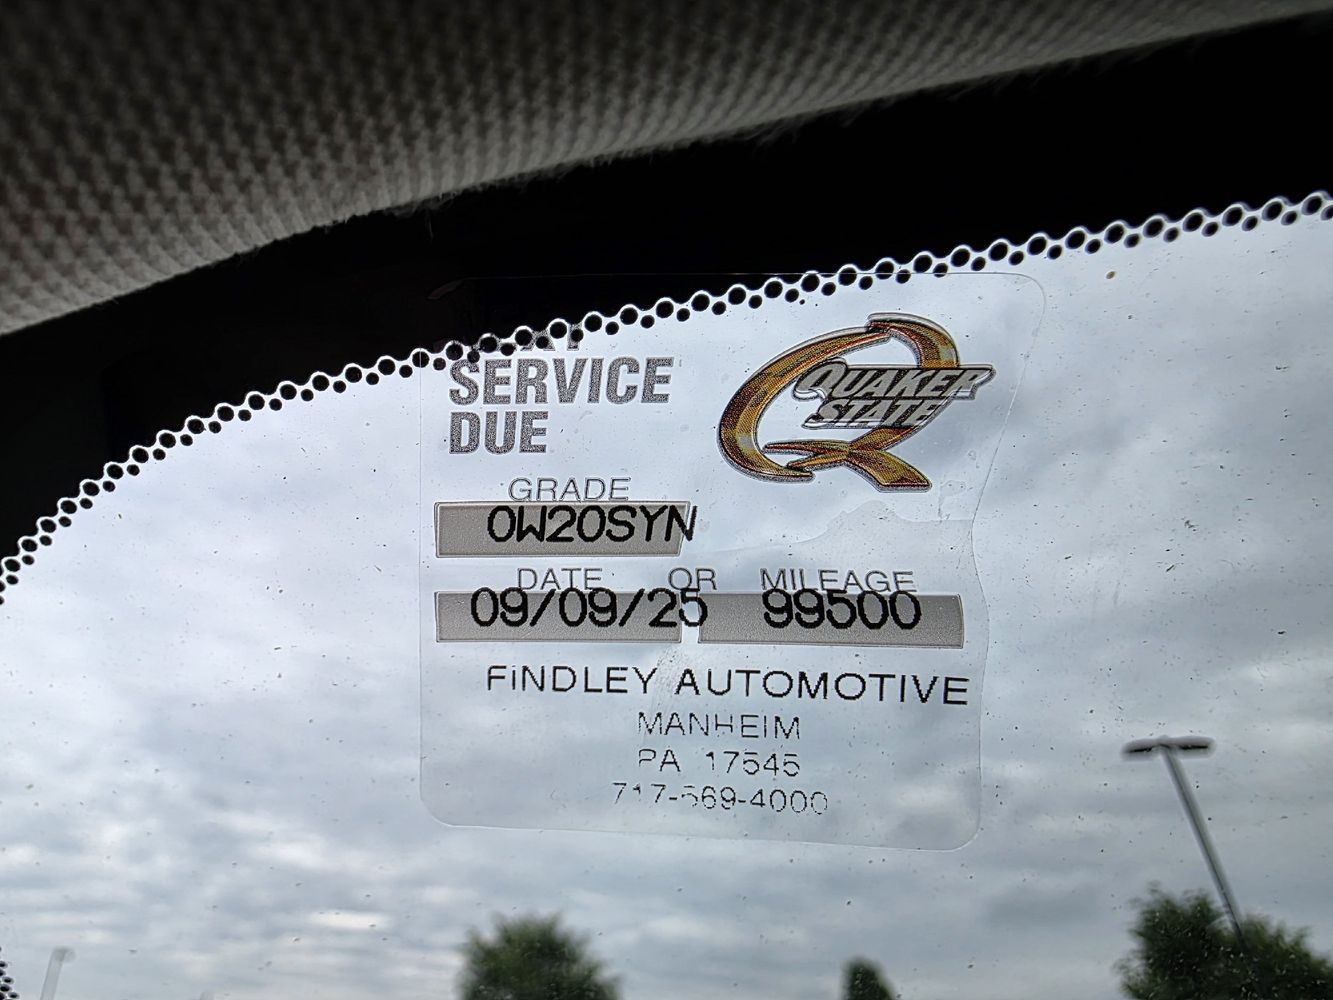 SERVICE
DUE
QUAKER
STATE
GRADE
0W20SYN
DATE OR MILEAGE
09/09/25 99500
FINDLEY AUTOMOTIVE
MANHEIM
PA 17545
717-569-4000